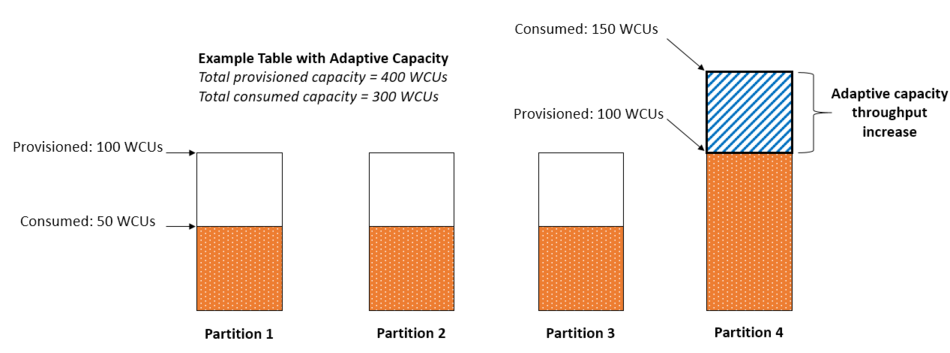 Consumed: 150 WCUs
Example Table with Adaptive Capacity
Total provisioned capacity = 400 WCUs
Total consumed capacity = 300 WCUs
Adaptive capacity
throughput
increase
Provisioned: 100 WCUs
Provisioned: 100 WCUs
Consumed: 50 WCUs
Partition 1
Partition 2
Partition 3
Partition 4